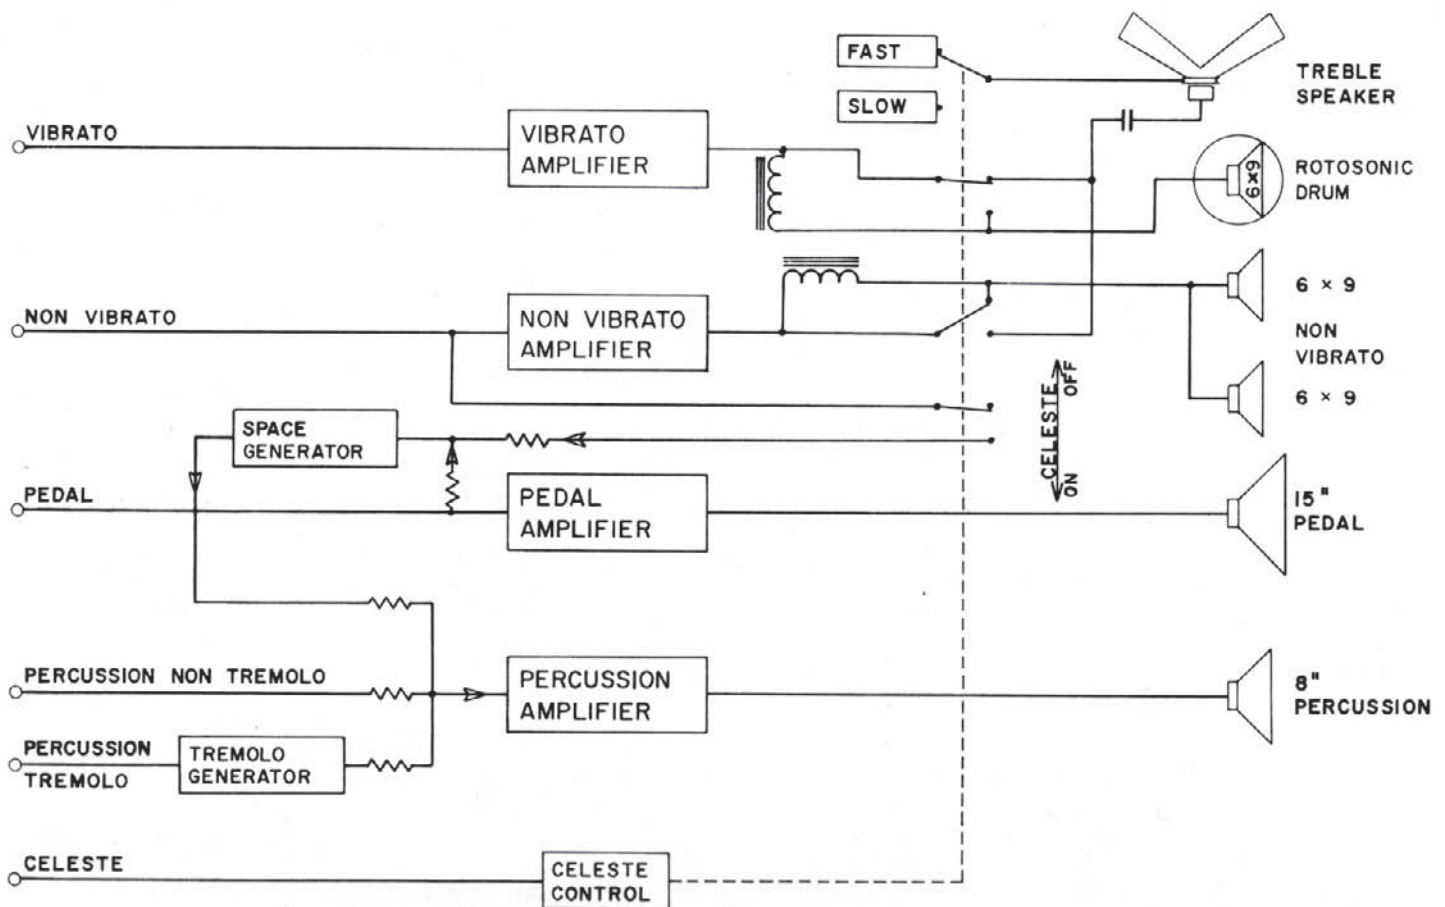 FAST
SLOW
TREBLE
SPEAKER
VIBRATO
VIBRATO
AMPLIFIER
6x9
ROTOSONIC
DRUM
6 × 9
NON VIBRATO
NON VIBRATO
AMPLIFIER
NON
VIBRATO
6 × 9
CELESTE
OFF
ON
SPACE
GENERATOR
PEDAL
PEDAL
AMPLIFIER
15"
PEDAL
PERCUSSION NON TREMOLO
PERCUSSION
AMPLIFIER
8"
PERCUSSION
PERCUSSION
TREMOLO
TREMOLO
GENERATOR
CELESTE
CELESTE
CONTROL